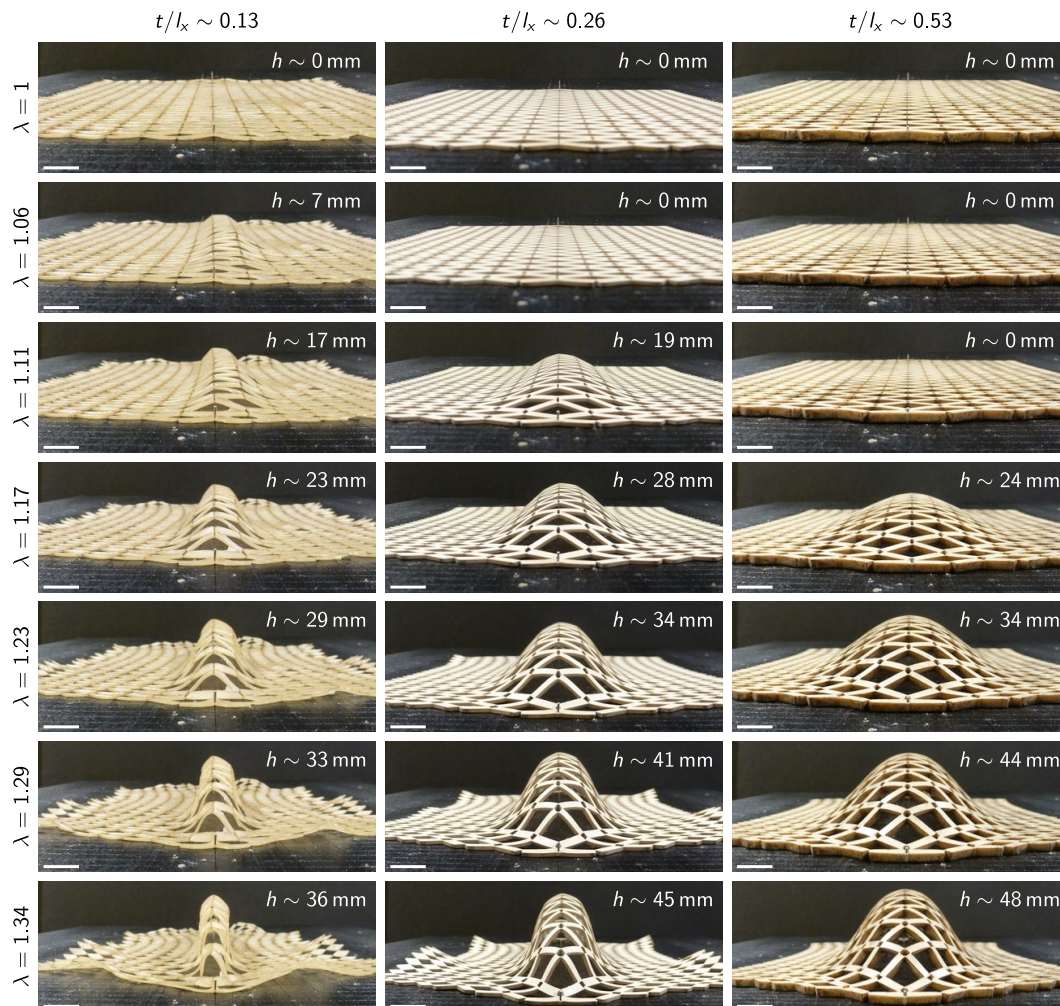 t/lₓ ∼ 0.13 t/lₓ ∼ 0.26 t/lₓ ∼ 0.53
λ = 1 h ∼ 0 mm h ∼ 0 mm h ∼ 0 mm
λ = 1.06 h ∼ 7 mm h ∼ 0 mm h ∼ 0 mm
λ = 1.11 h ∼ 17 mm h ∼ 19 mm h ∼ 0 mm
λ = 1.17 h ∼ 23 mm h ∼ 28 mm h ∼ 24 mm
λ = 1.23 h ∼ 29 mm h ∼ 34 mm h ∼ 34 mm
λ = 1.29 h ∼ 33 mm h ∼ 41 mm h ∼ 44 mm
λ = 1.34 h ∼ 36 mm h ∼ 45 mm h ∼ 48 mm